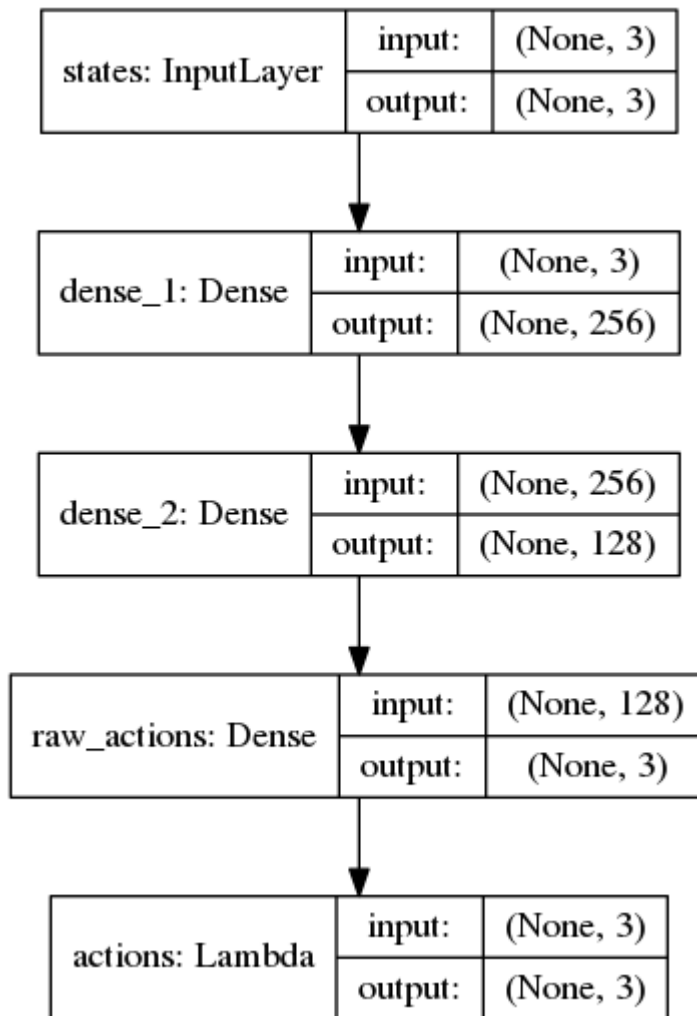 states: InputLayer
input:
(None, 3)
output:
(None, 3)
dense_1: Dense
input:
(None, 3)
output:
(None, 256)
dense_2: Dense
input:
(None, 256)
output:
(None, 128)
raw_actions: Dense
input:
(None, 128)
output:
(None, 3)
actions: Lambda
input:
(None, 3)
output:
(None, 3)